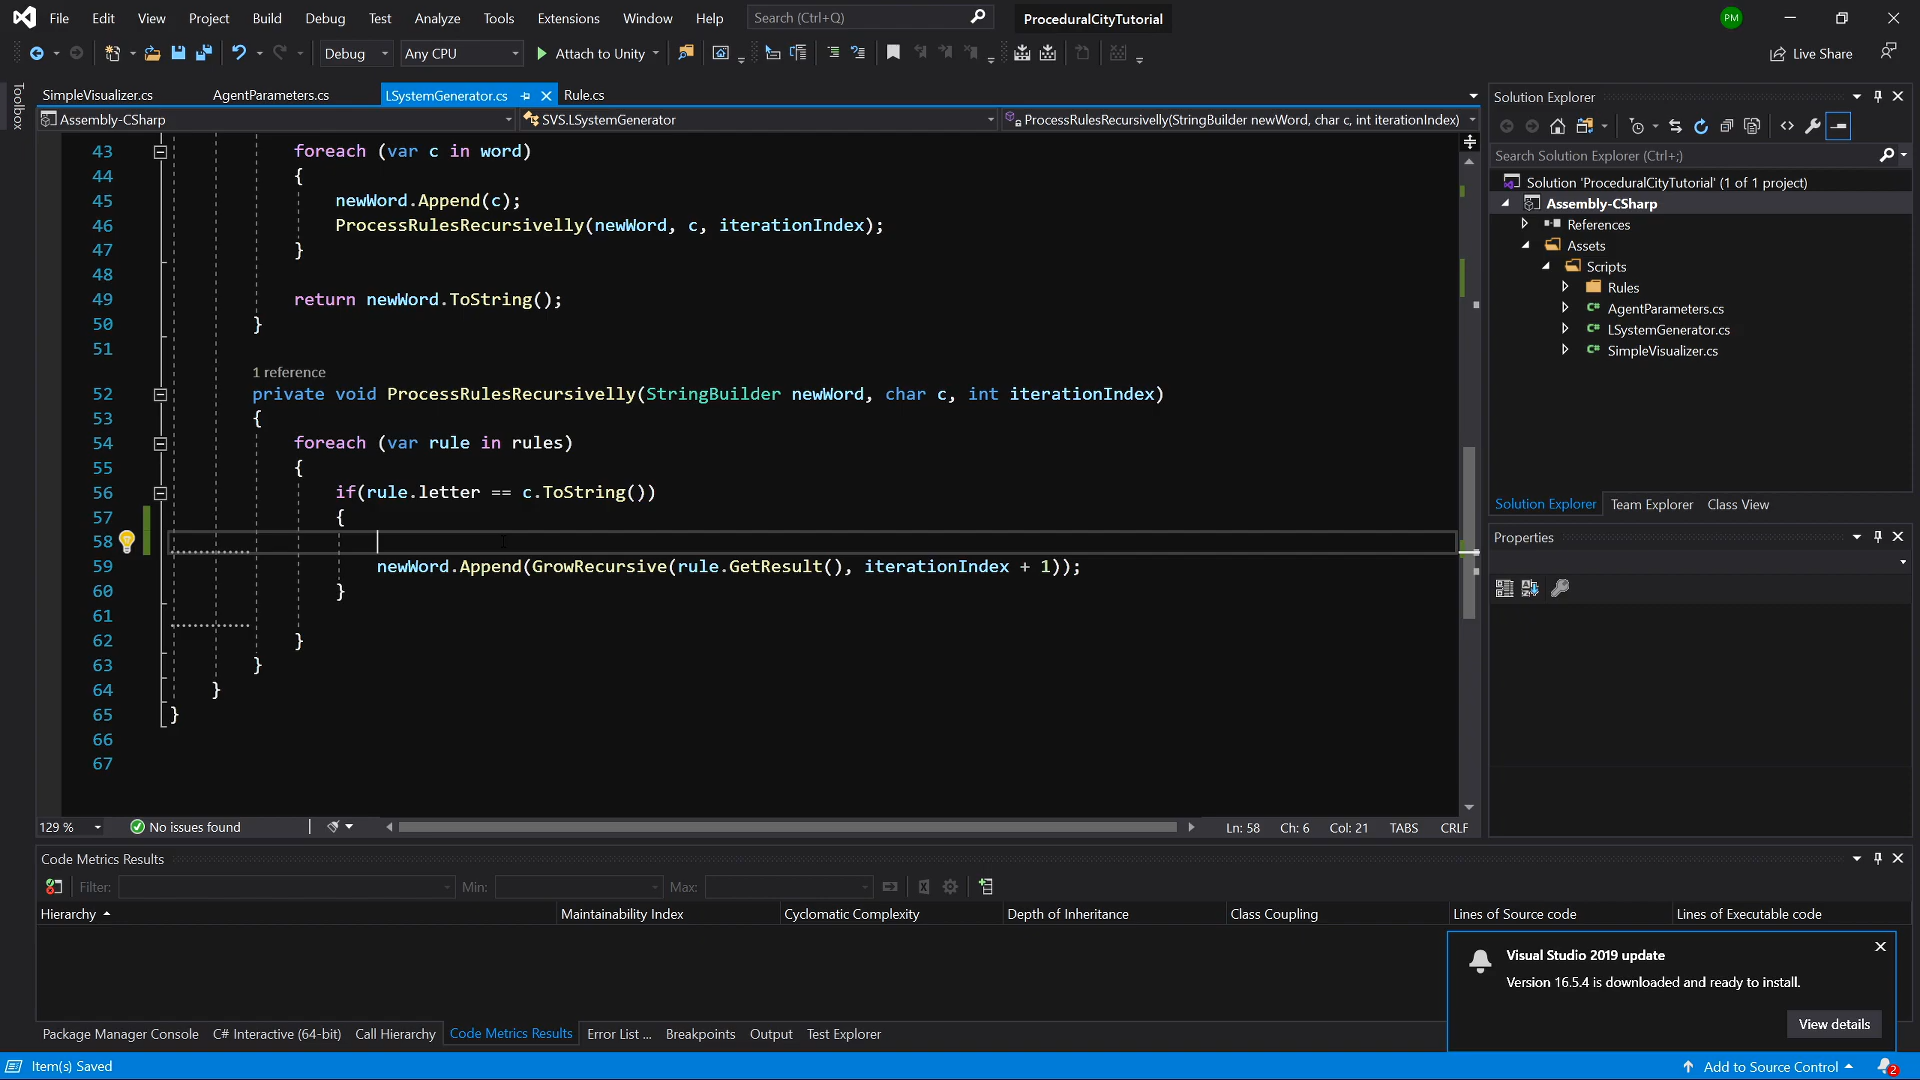 File Edit View Project Build Debug Test Analyze Tools Extensions Window Help Search (Ctrl+Q) ProceduralCityTutorial PM
Debug Any CPU Attach to Unity Live Share
Toolbox
SimpleVisualizer.cs AgentParameters.cs LSystemGenerator.cs Rule.cs
Assembly-CSharp SVS.LSystemGenerator ProcessRulesRecursivelly(StringBuilder newWord, char c, int iterationIndex)
43 foreach (var c in word)
44 {
45 newWord.Append(c);
46 ProcessRulesRecursivelly(newWord, c, iterationIndex);
47 }
48
49 return newWord.ToString();
50 }
51
1 reference
52 private void ProcessRulesRecursivelly(StringBuilder newWord, char c, int iterationIndex)
53 {
54 foreach (var rule in rules)
55 {
56 if(rule.letter == c.ToString())
57 {
58
59 newWord.Append(GrowRecursive(rule.GetResult(), iterationIndex + 1));
60 }
61
62 }
63 }
64 }
65 }
66
67
129 % No issues found Ln: 58 Ch: 6 Col: 21 TABS CRLF
Solution Explorer
Search Solution Explorer (Ctrl+;)
Solution 'ProceduralCityTutorial' (1 of 1 project)
Assembly-CSharp
References
Assets
Scripts
Rules
C# AgentParameters.cs
C# LSystemGenerator.cs
C# SimpleVisualizer.cs
Solution Explorer Team Explorer Class View
Properties
Code Metrics Results
Filter: Min: Max:
Hierarchy Maintainability Index Cyclomatic Complexity Depth of Inheritance Class Coupling Lines of Source code Lines of Executable code
Visual Studio 2019 update
Version 16.5.4 is downloaded and ready to install.
View details
Package Manager Console C# Interactive (64-bit) Call Hierarchy Code Metrics Results Error List ... Breakpoints Output Test Explorer
Item(s) Saved Add to Source Control 2